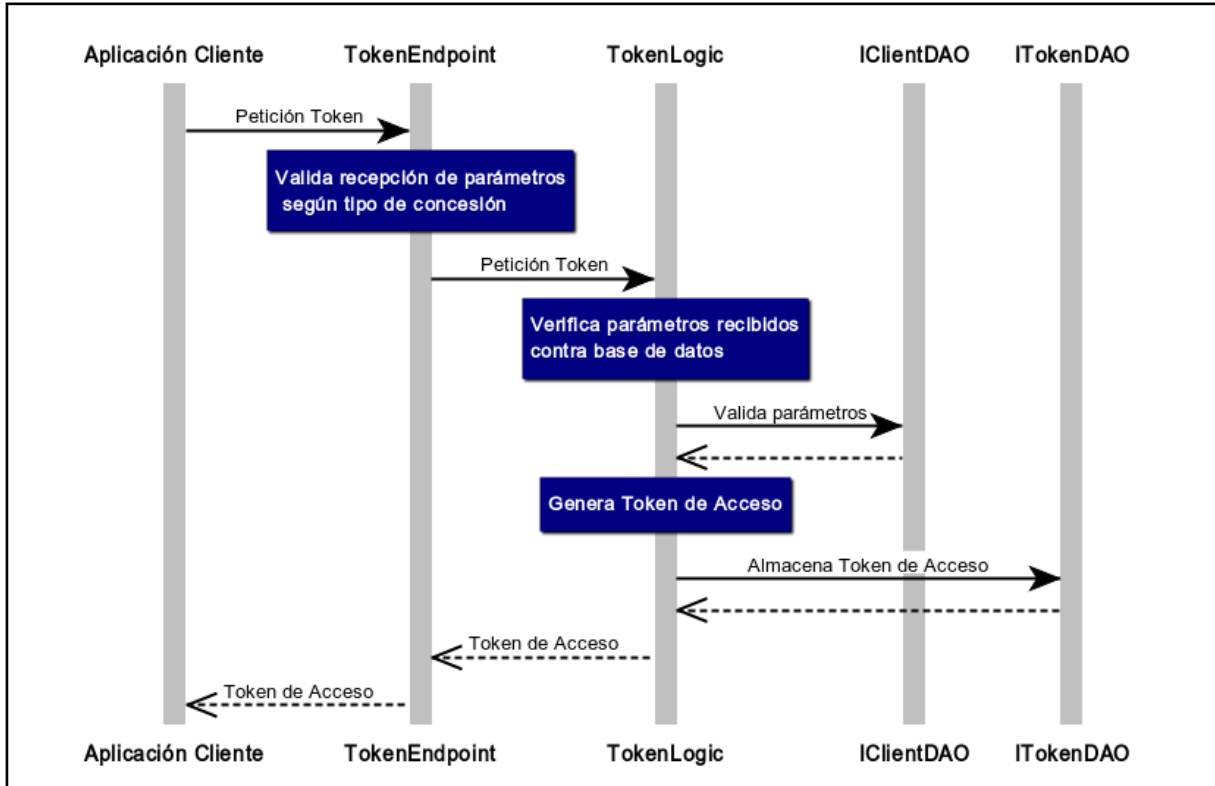 Aplicación Cliente
TokenEndpoint
TokenLogic
IClientDAO
ITokenDAO
Petición Token
Valida recepción de parámetros
según tipo de concesión
Petición Token
Verifica parámetros recibidos
contra base de datos
Valida parámetros
Genera Token de Acceso
Almacena Token de Acceso
Token de Acceso
Token de Acceso
Aplicación Cliente
TokenEndpoint
TokenLogic
IClientDAO
ITokenDAO